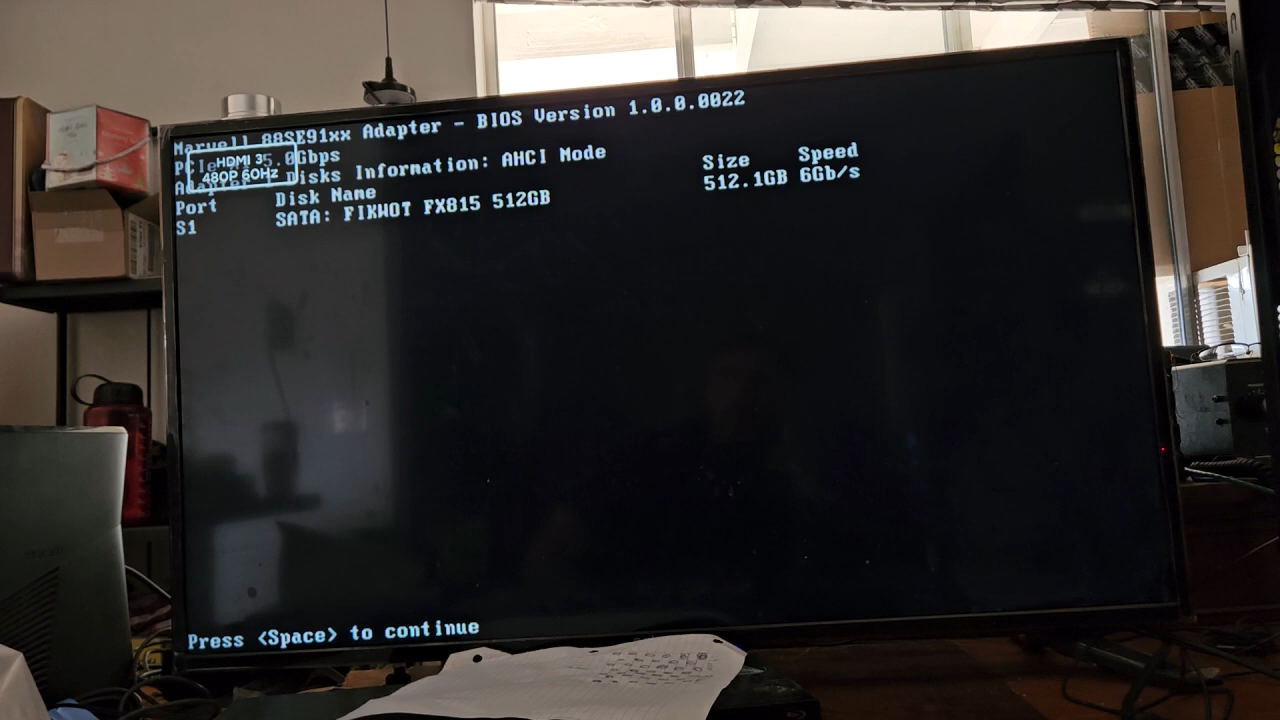 Marvell 88SE91xx Adapter - BIOS Version 1.0.0.0022
PCIe 5.0Gbps
HDMI 3
480P 60Hz
Disks Information: AHCI Mode
Port Disk Name Size Speed
S1 SATA: FIKWOT FX815 512GB 512.1GB 6Gb/s
Press <Space> to continue